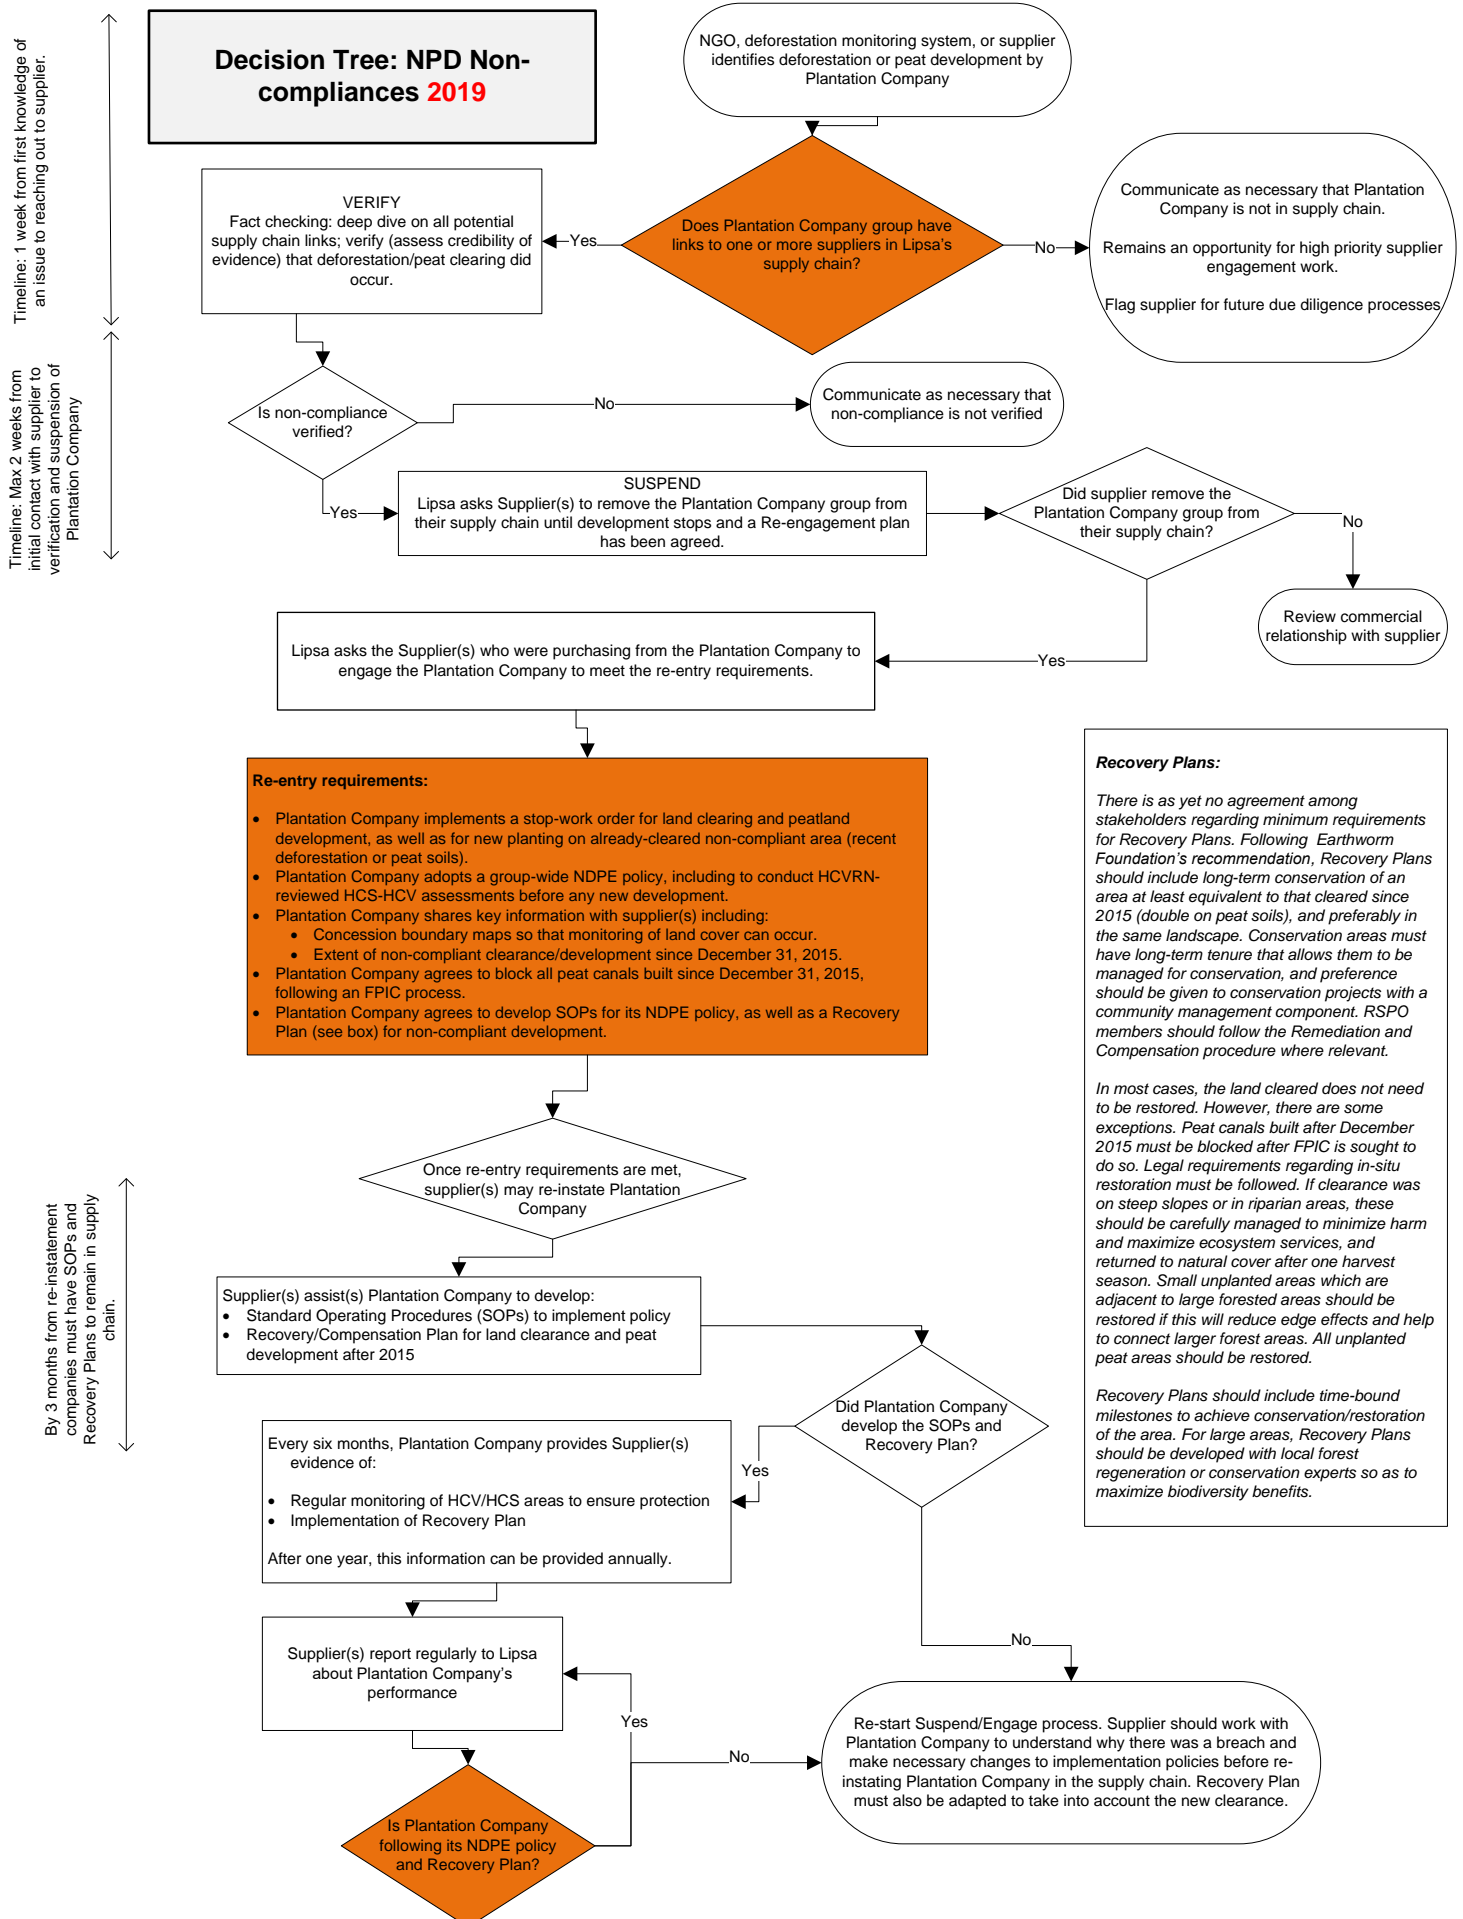 Decision Tree: NPD Non-
compliances 2019
Timeline: 1 week from first knowledge of
an issue to reaching out to supplier.
NGO, deforestation monitoring system, or supplier
identifies deforestation or peat development by
Plantation Company
Does Plantation Company group have
links to one or more suppliers in Lipsa's
supply chain?
Yes
No
VERIFY
Fact checking: deep dive on all potential
supply chain links; verify (assess credibility of
evidence) that deforestation/peat clearing did
occur.
Communicate as necessary that Plantation
Company is not in supply chain.
Remains an opportunity for high priority supplier
engagement work.
Flag supplier for future due diligence processes
Timeline: Max 2 weeks from
initial contact with supplier to
verification and suspension of
Plantation Company
Is non-compliance
verified?
No
Communicate as necessary that
non-compliance is not verified
Yes
SUSPEND
Lipsa asks Supplier(s) to remove the Plantation Company group from
their supply chain until development stops and a Re-engagement plan
has been agreed.
Did supplier remove the
Plantation Company group from
their supply chain?
No
Review commercial
relationship with supplier
Yes
Lipsa asks the Supplier(s) who were purchasing from the Plantation Company to
engage the Plantation Company to meet the re-entry requirements.
Re-entry requirements:
• Plantation Company implements a stop-work order for land clearing and peatland
development, as well as for new planting on already-cleared non-compliant area (recent
deforestation or peat soils).
• Plantation Company adopts a group-wide NDPE policy, including to conduct HCVRN-
reviewed HCS-HCV assessments before any new development.
• Plantation Company shares key information with supplier(s) including:
• Concession boundary maps so that monitoring of land cover can occur.
• Extent of non-compliant clearance/development since December 31, 2015.
• Plantation Company agrees to block all peat canals built since December 31, 2015,
following an FPIC process.
• Plantation Company agrees to develop SOPs for its NDPE policy, as well as a Recovery
Plan (see box) for non-compliant development.
Recovery Plans:
There is as yet no agreement among
stakeholders regarding minimum requirements
for Recovery Plans. Following Earthworm
Foundation's recommendation, Recovery Plans
should include long-term conservation of an
area at least equivalent to that cleared since
2015 (double on peat soils), and preferably in
the same landscape. Conservation areas must
have long-term tenure that allows them to be
managed for conservation, and preference
should be given to conservation projects with a
community management component. RSPO
members should follow the Remediation and
Compensation procedure where relevant.
In most cases, the land cleared does not need
to be restored. However, there are some
exceptions. Peat canals built after December
2015 must be blocked after FPIC is sought to
do so. Legal requirements regarding in-situ
restoration must be followed. If clearance was
on steep slopes or in riparian areas, these
should be carefully managed to minimize harm
and maximize ecosystem services, and
returned to natural cover after one harvest
season. Small unplanted areas which are
adjacent to large forested areas should be
restored if this will reduce edge effects and help
to connect larger forest areas. All unplanted
peat areas should be restored.
Recovery Plans should include time-bound
milestones to achieve conservation/restoration
of the area. For large areas, Recovery Plans
should be developed with local forest
regeneration or conservation experts so as to
maximize biodiversity benefits.
Once re-entry requirements are met,
supplier(s) may re-instate Plantation
Company
By 3 months from re-instatement
companies must have SOPs and
Recovery Plans to remain in supply
chain.
Supplier(s) assist(s) Plantation Company to develop:
• Standard Operating Procedures (SOPs) to implement policy
• Recovery/Compensation Plan for land clearance and peat
development after 2015
Did Plantation Company
develop the SOPs and
Recovery Plan?
Yes
Every six months, Plantation Company provides Supplier(s)
evidence of:
• Regular monitoring of HCV/HCS areas to ensure protection
• Implementation of Recovery Plan
After one year, this information can be provided annually.
No
Supplier(s) report regularly to Lipsa
about Plantation Company's
performance
Yes
No
Re-start Suspend/Engage process. Supplier should work with
Plantation Company to understand why there was a breach and
make necessary changes to implementation policies before re-
instating Plantation Company in the supply chain. Recovery Plan
must also be adapted to take into account the new clearance.
Is Plantation Company
following its NDPE policy
and Recovery Plan?